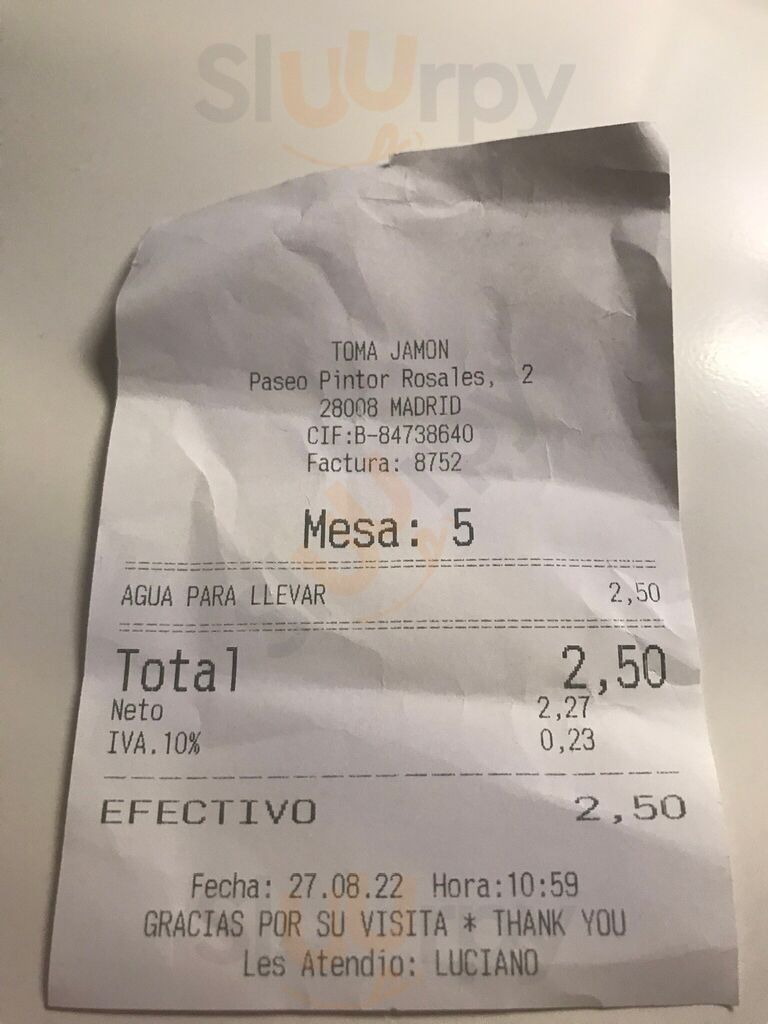 Sluurpy
TOMA JAMON
Paseo Pintor Rosales, 2
28008 MADRID
CIF:B-84738640
Factura: 8752
Mesa: 5
AGUA PARA LLEVAR 2,50
Total 2,50
Neto 2,27
IVA.10% 0,23
EFECTIVO 2,50
Fecha: 27.08.22 Hora:10:59
GRACIAS POR SU VISITA * THANK YOU
Les Atendio: LUCIANO